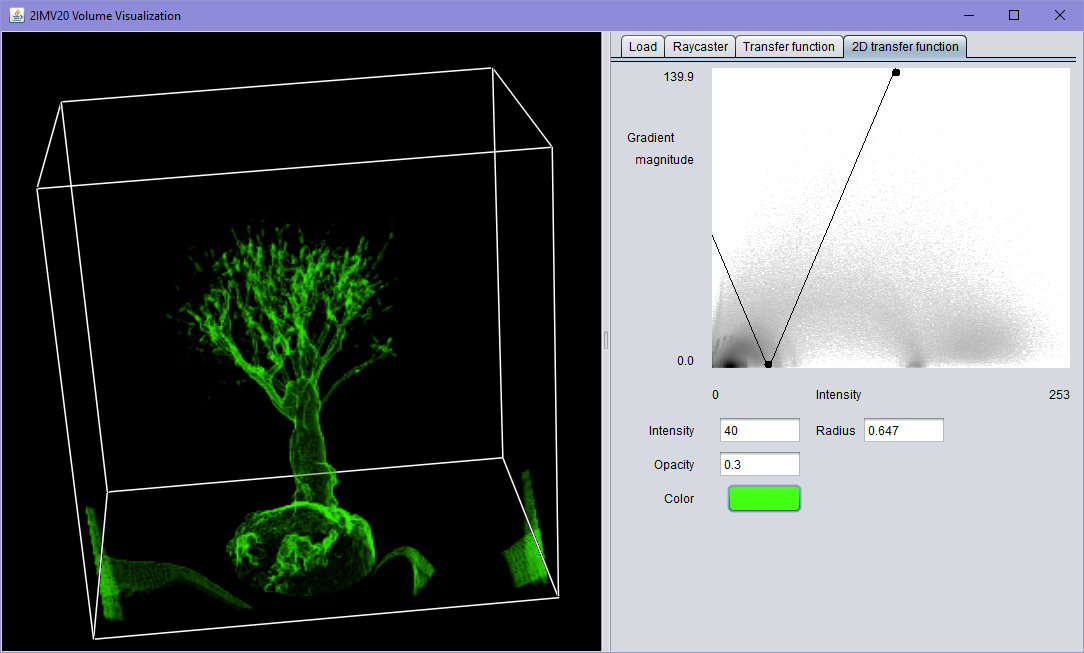 2IMV20 Volume Visualization
Load Raycaster Transfer function 2D transfer function
139.9
Gradient
magnitude
0.0
0 Intensity 253
Intensity 40 Radius 0.647
Opacity 0.3
Color